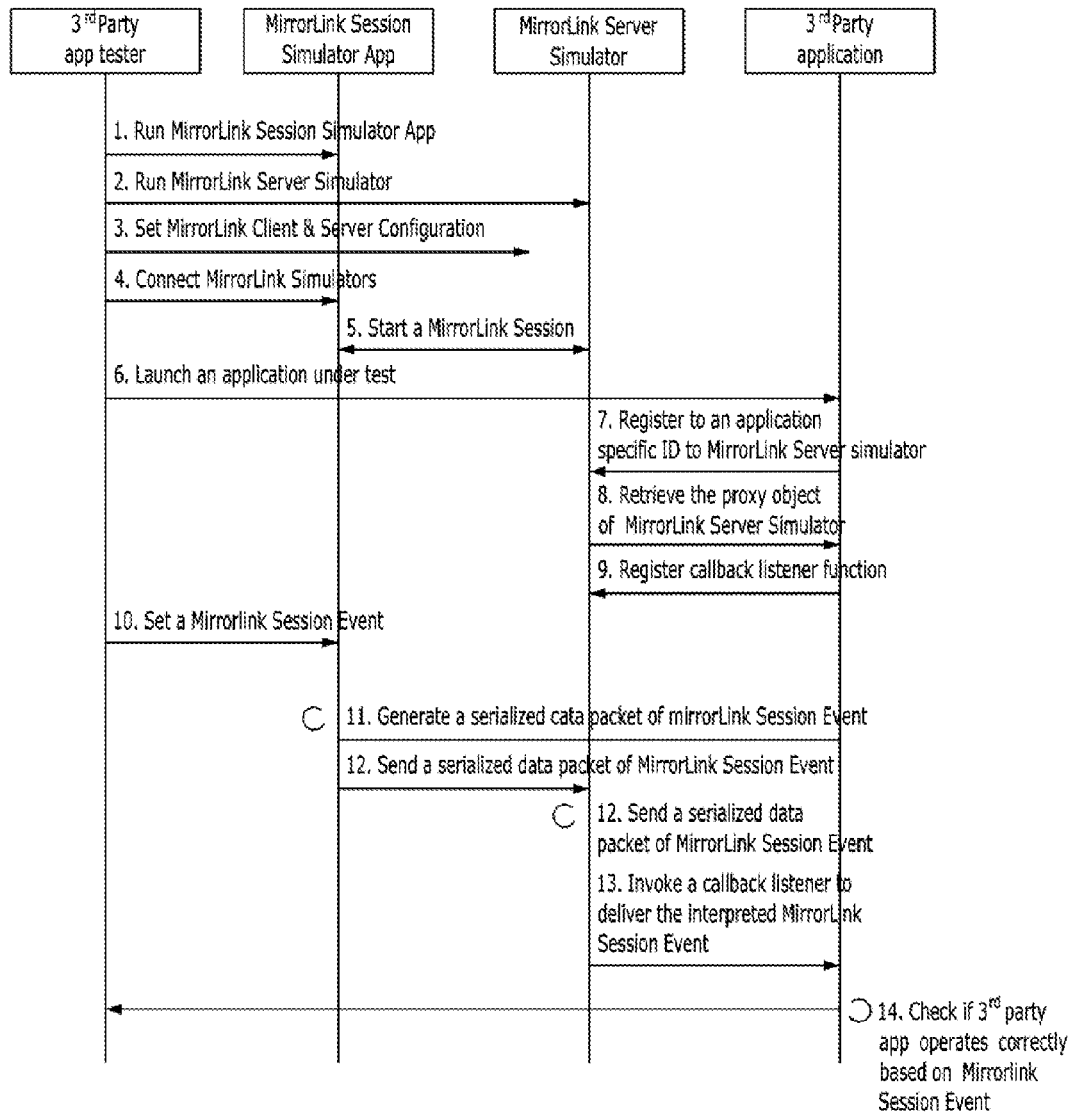 3rd Party
app tester
MirrorLink Session
Simulator App
MirrorLink Server
Simulator
3rd Party
application
1. Run MirrorLink Session Simulator App
2. Run MirrorLink Server Simulator
3. Set MirrorLink Client & Server Configuration
4. Connect MirrorLink Simulators
5. Start a MirrorLink Session
6. Launch an application under test
7. Register to an application
specific ID to MirrorLink Server simulator
8. Retrieve the proxy object
of MirrorLink Server Simulator
9. Register callback listener function
10. Set a Mirrorlink Session Event
11. Generate a serialized cata packet of mirrorLink Session Event
12. Send a serialized data packet of MirrorLink Session Event
12. Send a serialized data
packet of MirrorLink Session Event
13. Invoke a callback listener to
deliver the interpreted MirrorLink
Session Event
14. Check if 3rd party
app operates correctly
based on Mirrorlink
Session Event